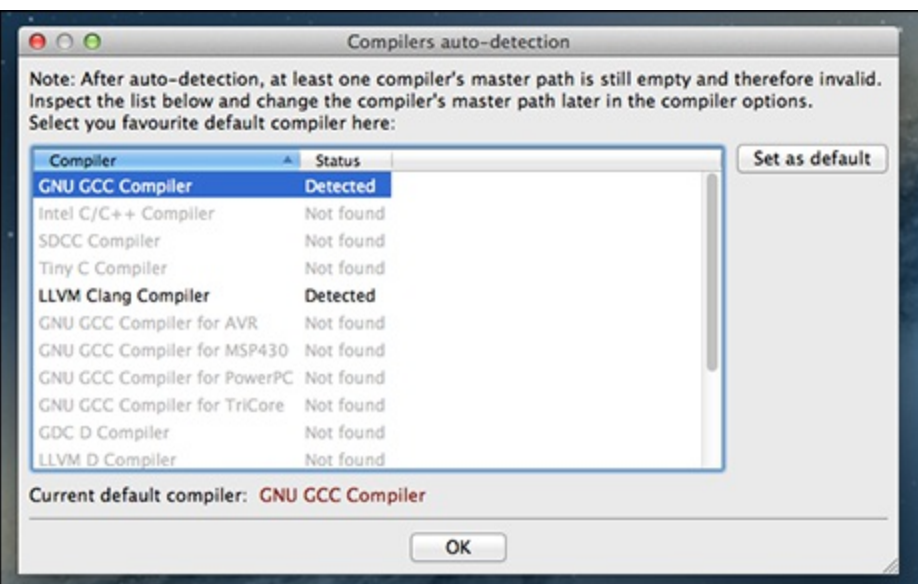 Compilers auto-detection
Note: After auto-detection, at least one compiler's master path is still empty and therefore invalid.
Inspect the list below and change the compiler's master path later in the compiler options.
Select you favourite default compiler here:
Compiler Status
Set as default
GNU GCC Compiler Detected
Intel C/C++ Compiler Not found
SDCC Compiler Not found
Tiny C Compiler Not found
LLVM Clang Compiler Detected
GNU GCC Compiler for AVR Not found
GNU GCC Compiler for MSP430 Not found
GNU GCC Compiler for PowerPC Not found
GNU GCC Compiler for TriCore Not found
GDC D Compiler Not found
LLVM D Compiler Not found
Current default compiler: GNU GCC Compiler
OK